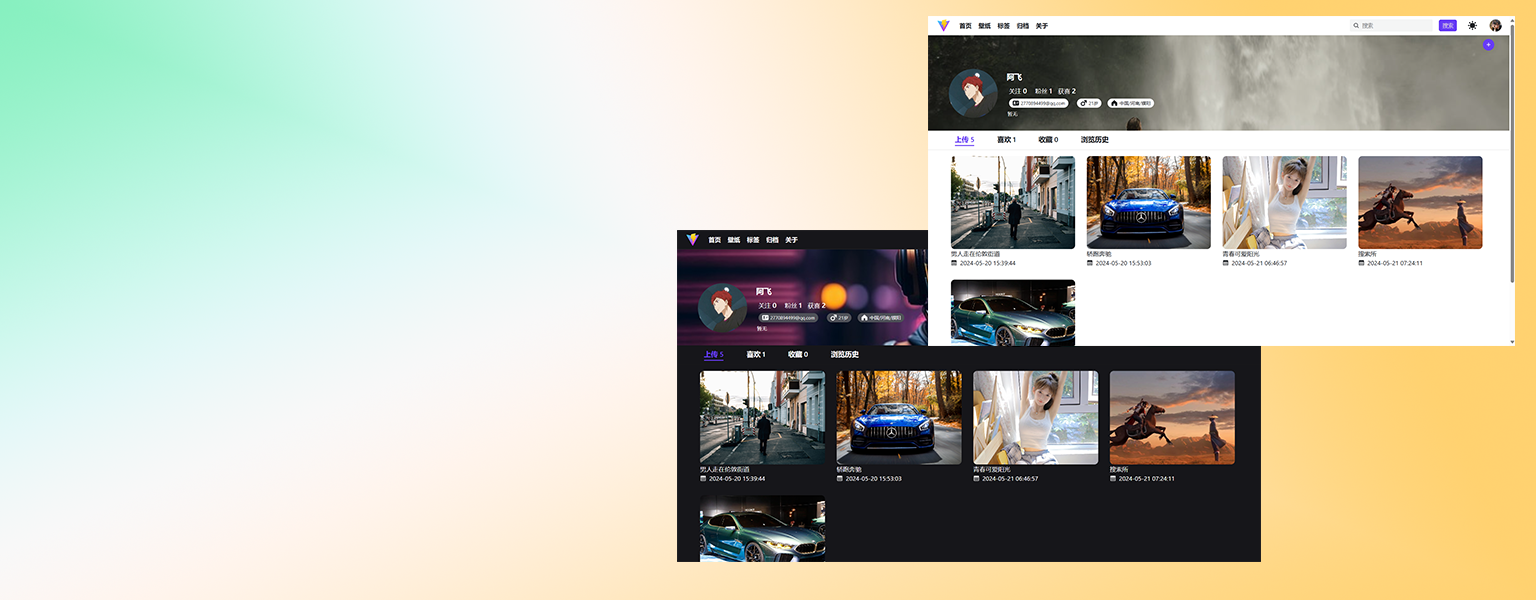 首页 壁纸 标签 归档 关于
搜索 搜索
阿飞
关注 0 粉丝 1 获喜 2
2770894499@qq.com 21岁 中国/河南/濮阳
暂无
上传 5 喜欢 1 收藏 0 浏览历史
男人走在伦敦街道 轿跑奔驰 青春可爱阳光 搜索所
2024-05-20 15:39:44 2024-05-20 15:53:03 2024-05-21 06:46:57 2024-05-21 07:24:11
首页 壁纸 标签 归档 关于
阿飞
关注 0 粉丝 1 获喜 2
2770894499@qq.com 21岁 中国/河南/濮阳
暂无
上传 5 喜欢 1 收藏 0 浏览历史
男人走在伦敦街道 轿跑奔驰 青春可爱阳光 搜索所
2024-05-20 15:39:44 2024-05-20 15:53:03 2024-05-21 06:46:57 2024-05-21 07:24:11